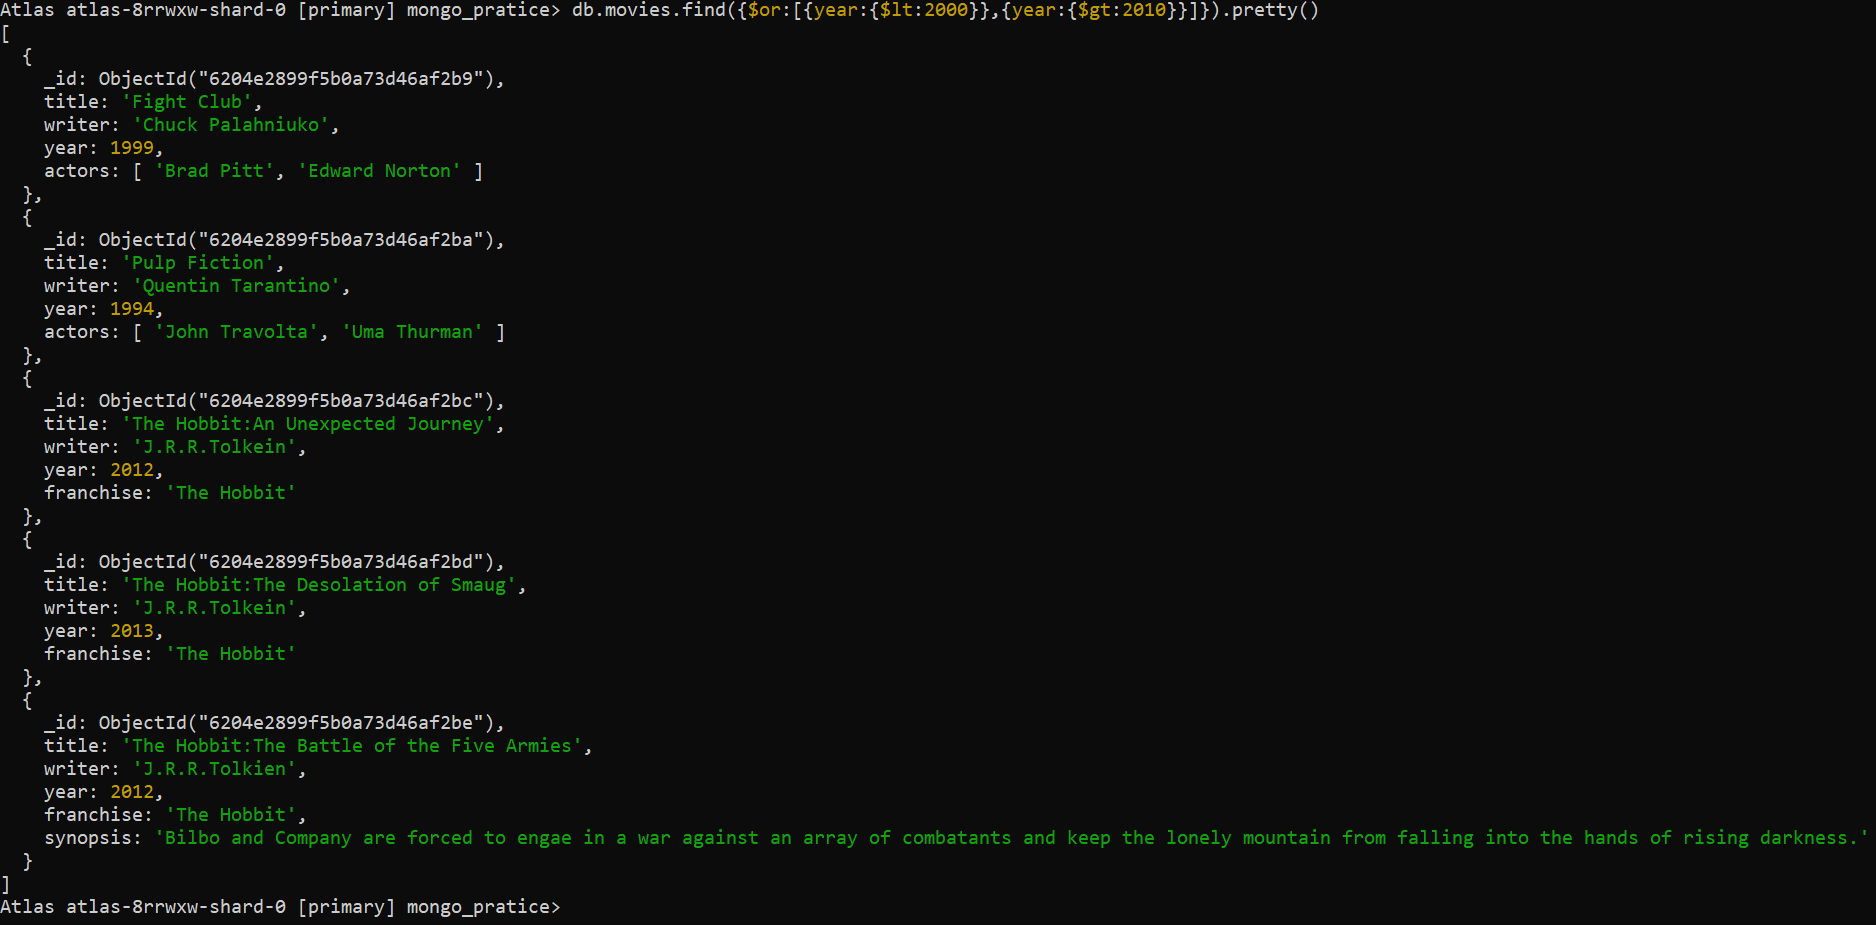 Atlas atlas-8rrwxw-shard-0 [primary] mongo_pratice> db.movies.find({$or:[{year:{$lt:2000}},{year:{$gt:2010}}]}).pretty()
[
  {
    _id: ObjectId("6204e2899f5b0a73d46af2b9"),
    title: 'Fight Club',
    writer: 'Chuck Palahniuko',
    year: 1999,
    actors: [ 'Brad Pitt', 'Edward Norton' ]
  },
  {
    _id: ObjectId("6204e2899f5b0a73d46af2ba"),
    title: 'Pulp Fiction',
    writer: 'Quentin Tarantino',
    year: 1994,
    actors: [ 'John Travolta', 'Uma Thurman' ]
  },
  {
    _id: ObjectId("6204e2899f5b0a73d46af2bc"),
    title: 'The Hobbit:An Unexpected Journey',
    writer: 'J.R.R.Tolkein',
    year: 2012,
    franchise: 'The Hobbit'
  },
  {
    _id: ObjectId("6204e2899f5b0a73d46af2bd"),
    title: 'The Hobbit:The Desolation of Smaug',
    writer: 'J.R.R.Tolkein',
    year: 2013,
    franchise: 'The Hobbit'
  },
  {
    _id: ObjectId("6204e2899f5b0a73d46af2be"),
    title: 'The Hobbit:The Battle of the Five Armies',
    writer: 'J.R.R.Tolkien',
    year: 2012,
    franchise: 'The Hobbit',
    synopsis: 'Bilbo and Company are forced to engae in a war against an array of combatants and keep the lonely mountain from falling into the hands of rising darkness.'
  }
]
Atlas atlas-8rrwxw-shard-0 [primary] mongo_pratice>